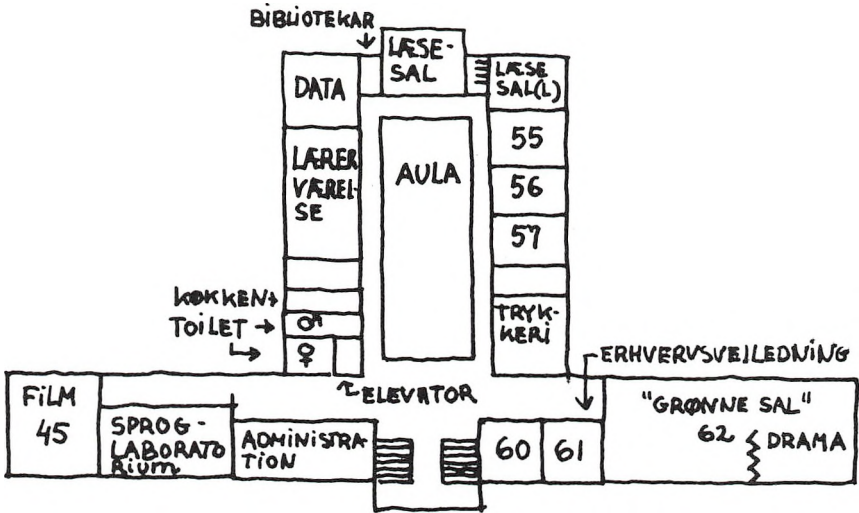 BIBLIOTEKAR
LÆSE-
SAL
DATA
LÆSE
SAL(L)
LÆRER
VÆREL-
SE
AULA
55
56
57
KØKKEN→
TOILET → ♂
♀
TRYK-
KERI
ELEVATOR
ERHVERVSVEJLEDNING
FILM
45
SPROG-
LABORATO
RIUM
ADMINISTRA-
TION
60
61
"GRØNNE SAL"
62
DRAMA